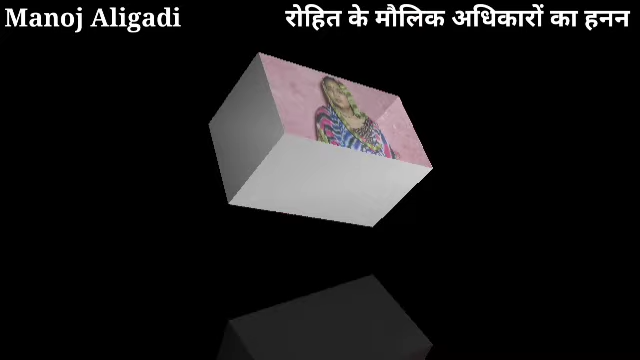 Manoj Aligadi
रोहित के मौलिक अधिकारों का हनन